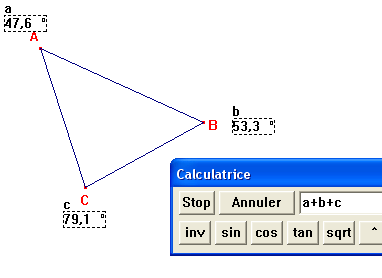 a
47,6 °
A
B
b
53,3 °
C
c
79,1 °
Calculatrice
Stop Annuler a+b+c
inv sin cos tan sqrt ^